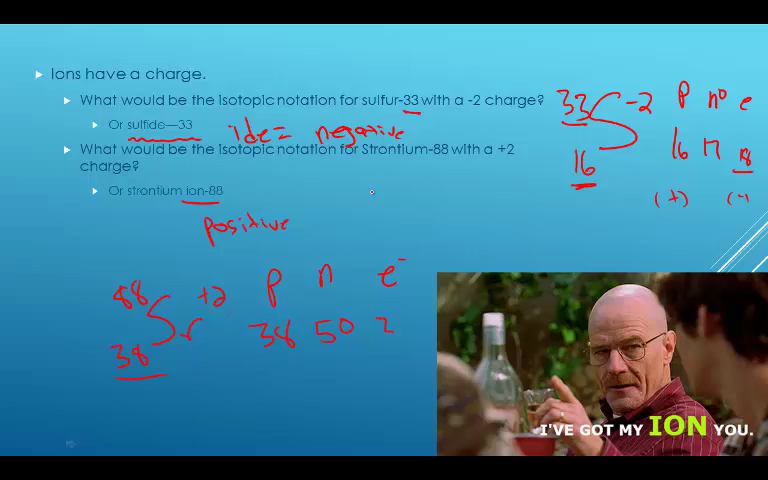 Ions have a charge.
What would be the isotopic notation for sulfur-33 with a -2 charge?
Or sulfide—33
ide = negative
What would be the isotopic notation for Strontium-88 with a +2
charge?
Or strontium ion-88
positive
33 S -2 p n⁰ e
16 16 17 18
(+) (-)
88 Sr +2 p n e⁻
38 38 50 3
I'VE GOT MY ION YOU.